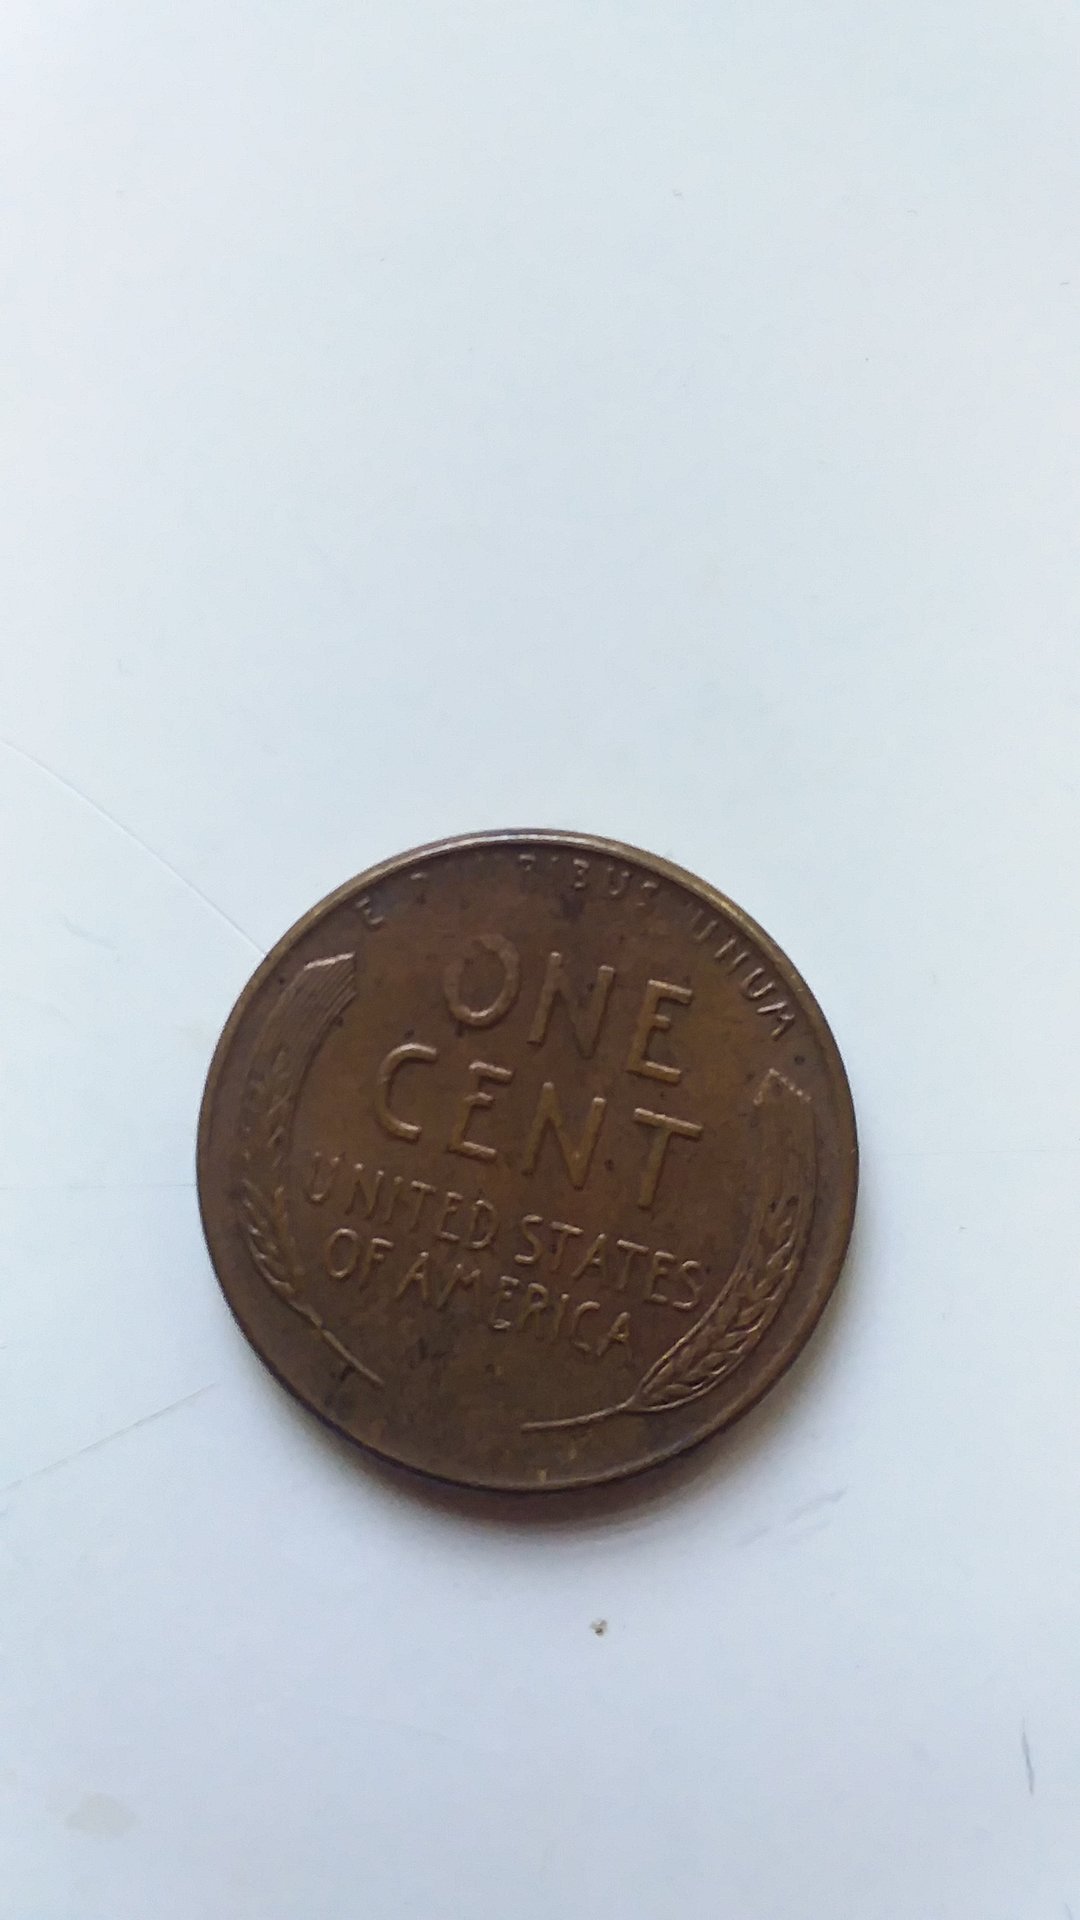 E PLURIBUS UNUM
ONE
CENT
UNITED STATES
OF AMERICA